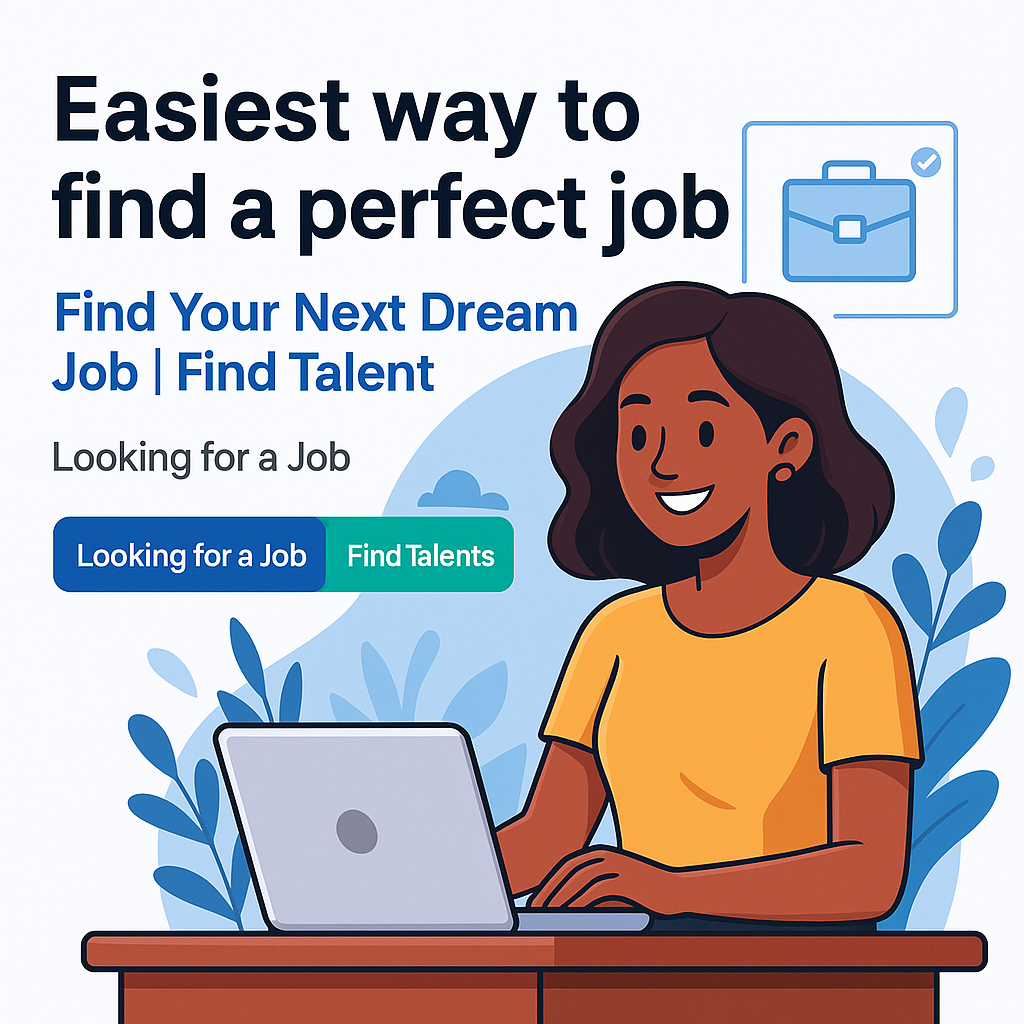 Easiest way to
find a perfect job
Find Your Next Dream
Job | Find Talent
Looking for a Job
Looking for a Job Find Talents